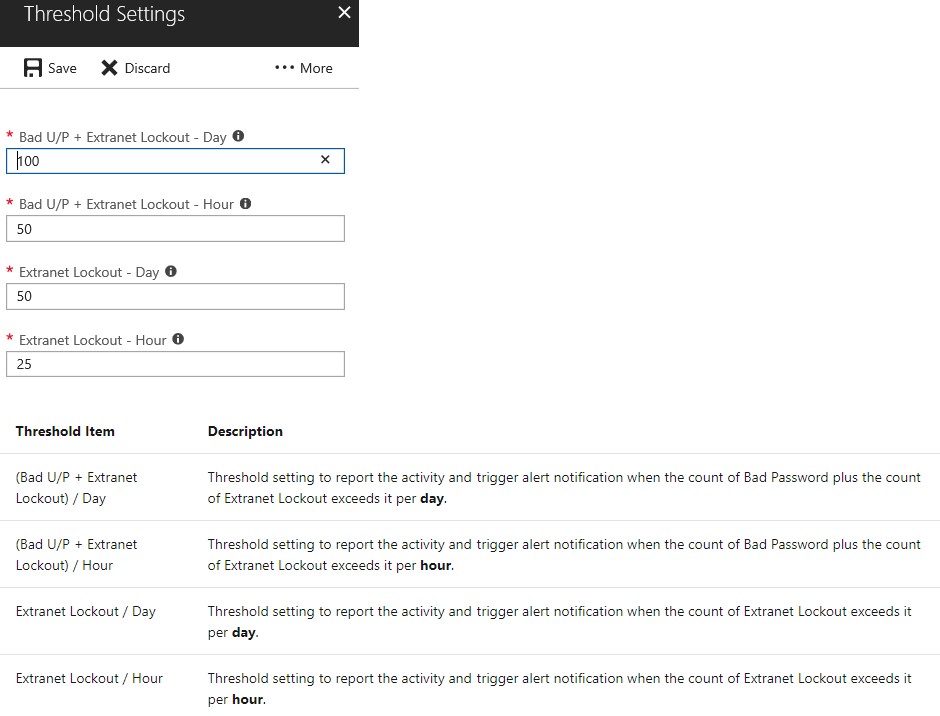 Threshold Settings
Save Discard More
* Bad U/P + Extranet Lockout - Day
100
* Bad U/P + Extranet Lockout - Hour
50
* Extranet Lockout - Day
50
* Extranet Lockout - Hour
25
Threshold Item Description
(Bad U/P + Extranet Threshold setting to report the activity and trigger alert notification when the count of Bad Password plus the count
Lockout) / Day of Extranet Lockout exceeds it per day.
(Bad U/P + Extranet Threshold setting to report the activity and trigger alert notification when the count of Bad Password plus the count
Lockout) / Hour of Extranet Lockout exceeds it per hour.
Extranet Lockout / Day Threshold setting to report the activity and trigger alert notification when the count of Extranet Lockout exceeds it
per day.
Extranet Lockout / Hour Threshold setting to report the activity and trigger alert notification when the count of Extranet Lockout exceeds it
per hour.